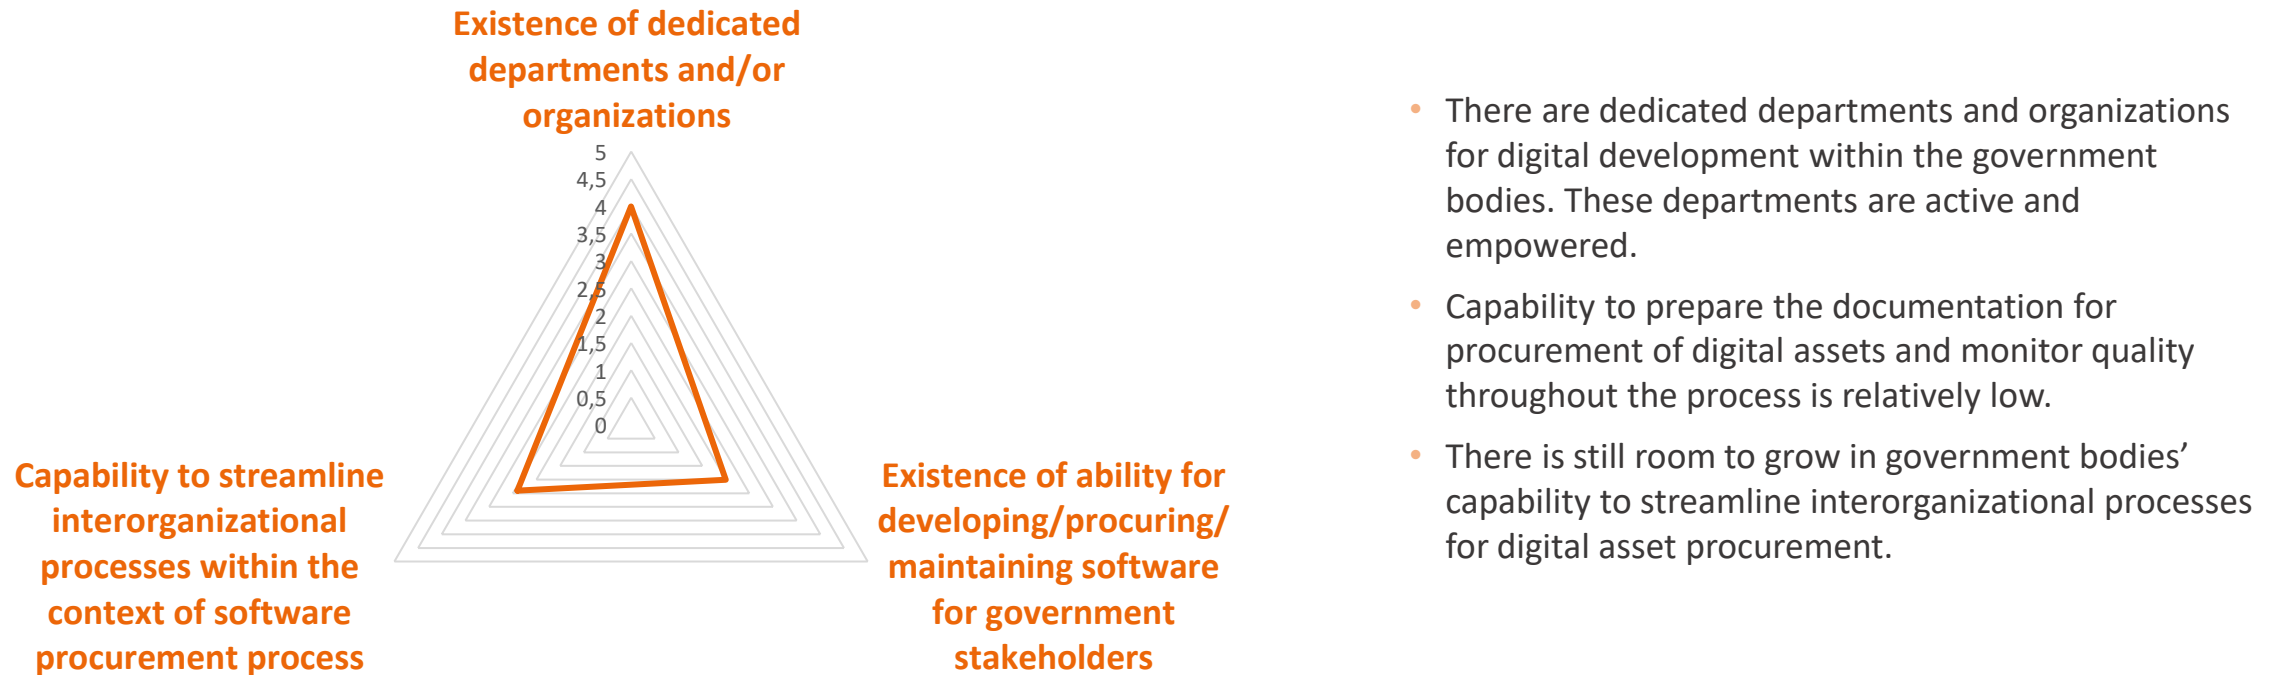 Existence of dedicated
departments and/or
organizations
5
4,5
4
3,5
3
2,5
2
1,5
1
0,5
0
Capability to streamline
interorganizational
processes within the
context of software
procurement process
Existence of ability for
developing/procuring/
maintaining software
for government
stakeholders
• There are dedicated departments and organizations
for digital development within the government
bodies. These departments are active and
empowered.
• Capability to prepare the documentation for
procurement of digital assets and monitor quality
throughout the process is relatively low.
• There is still room to grow in government bodies’
capability to streamline interorganizational processes
for digital asset procurement.